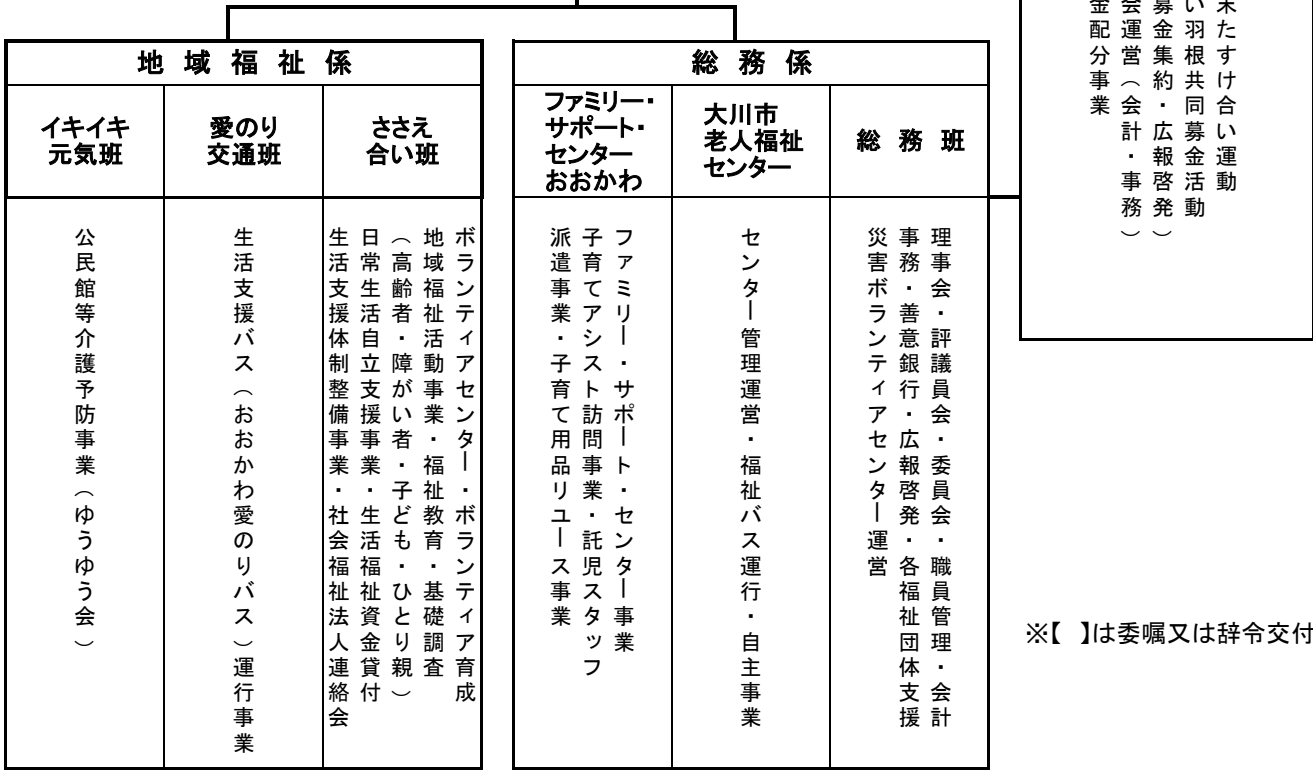 地域福祉係
イキイキ
元気班
愛のり
交通班
ささえ
合い班
公民館等介護予防事業（ゆうゆう会）
生活支援バス（おおかわ愛のりバス）運行事業
ボランティアセンター・ボランティア育成
地域福祉活動事業・福祉教育・基礎調査
（高齢者・障がい者・子ども・ひとり親）
日常生活自立支援事業・生活福祉資金貸付
生活支援体制整備事業・社会福祉法人連絡会
総務係
ファミリー・
サポート・
センター
おおかわ
大川市
老人福祉
センター
総務班
ファミリー・サポート・センター事業
子育てアシスト訪問事業・託児スタッフ
派遣事業・子育て用品リユース事業
センター管理運営・福祉バス運行・自主事業
理事会・評議員会・委員会・職員管理・会計
事務・善意銀行・広報啓発・各福祉団体支援
災害ボランティアセンター運営
末たすけ合い運動
い羽根共同募金活動
募金集約・広報啓発）
会運営（会計・事務）
金配分事業
※【　】は委嘱又は辞令交付